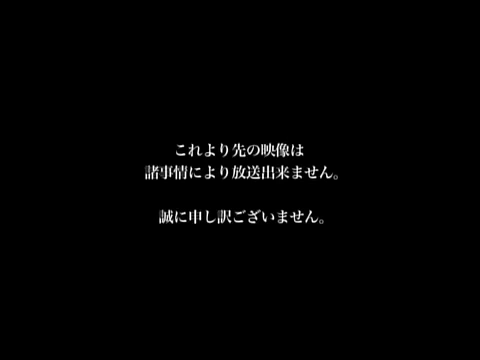 これより先の映像は
諸事情により放送出来ません。
誠に申し訳ございません。